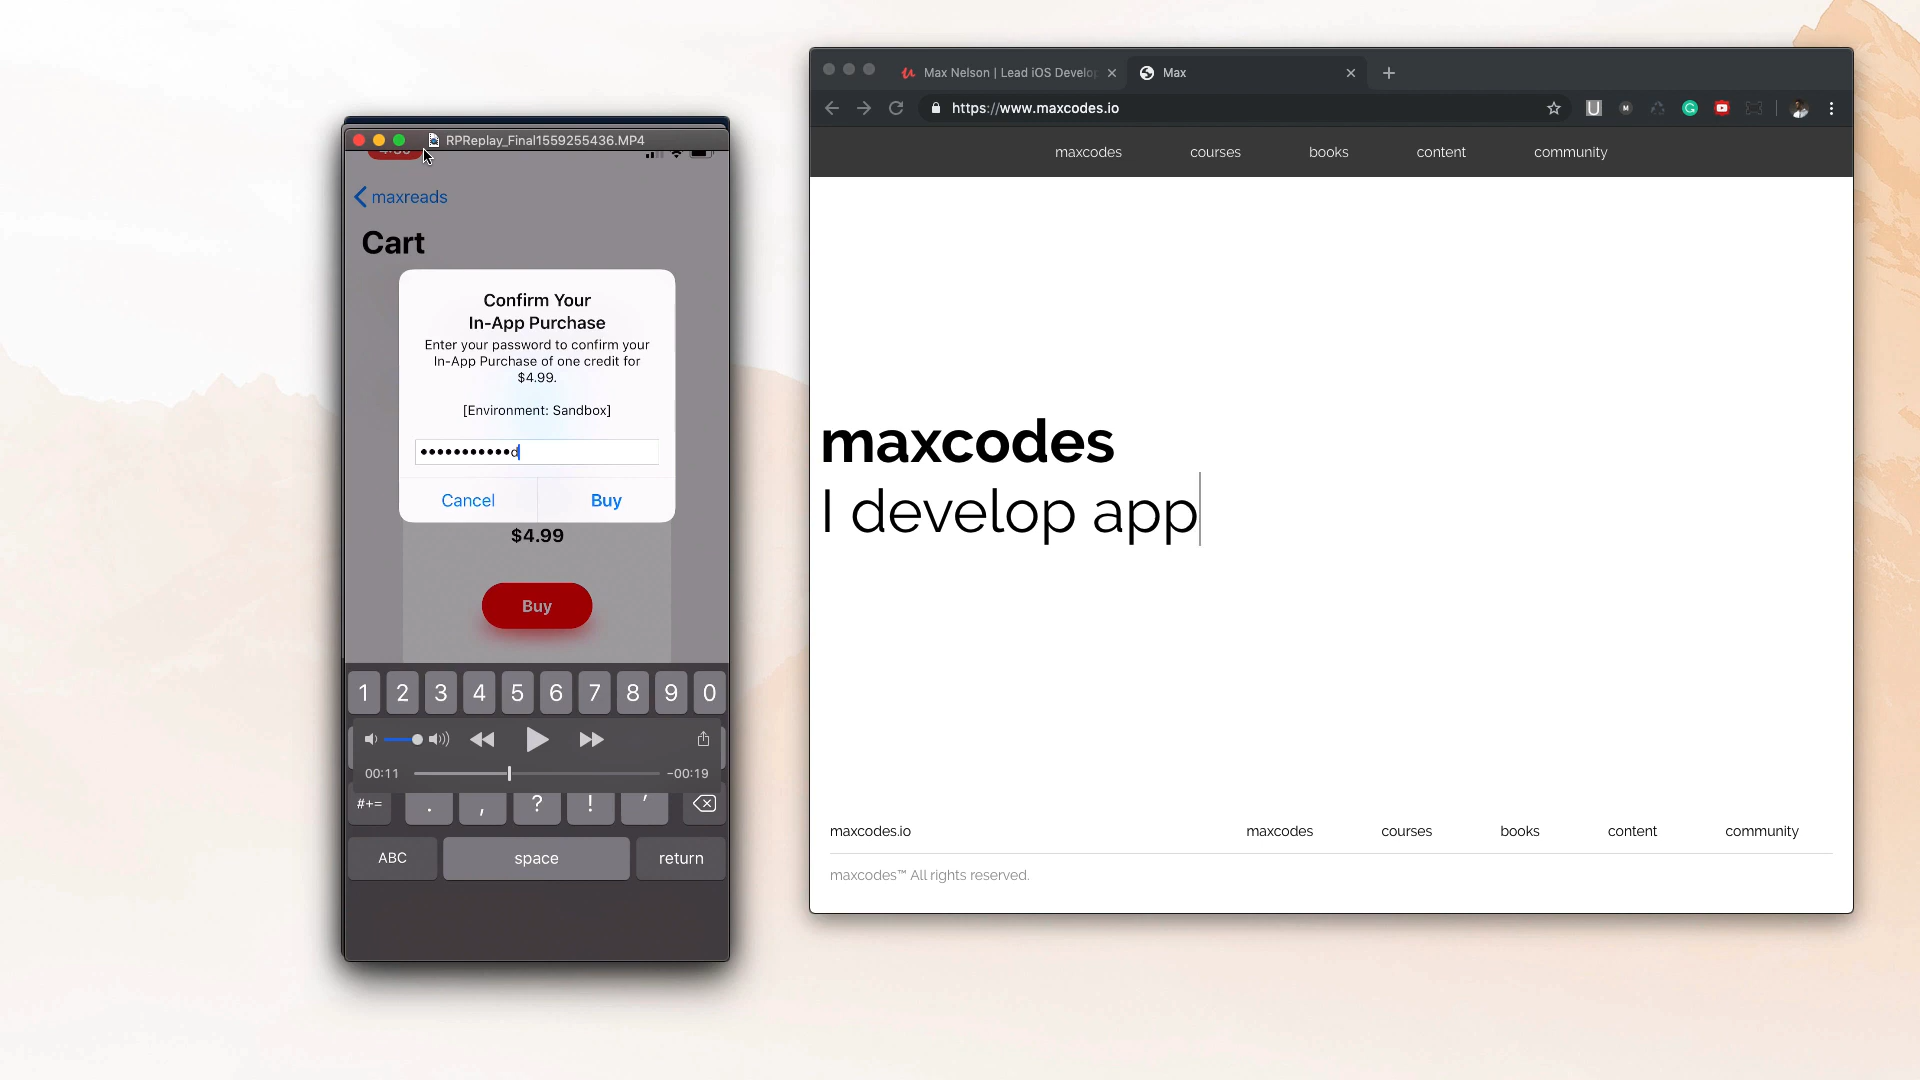 RPReplay_Final1559255436.MP4
maxreads
Cart
Confirm Your
In-App Purchase
Enter your password to confirm your
In-App Purchase of one credit for
$4.99.
[Environment: Sandbox]
••••••••••••d
Cancel Buy
$4.99
Buy
1 2 3 4 5 6 7 8 9 0
00:11 -00:19
#+= . , ? ! ’
ABC space return
Max Nelson | Lead iOS Develo Max
https://www.maxcodes.io
maxcodes courses books content community
maxcodes
I develop app
maxcodes.io maxcodes courses books content community
maxcodes™ All rights reserved.